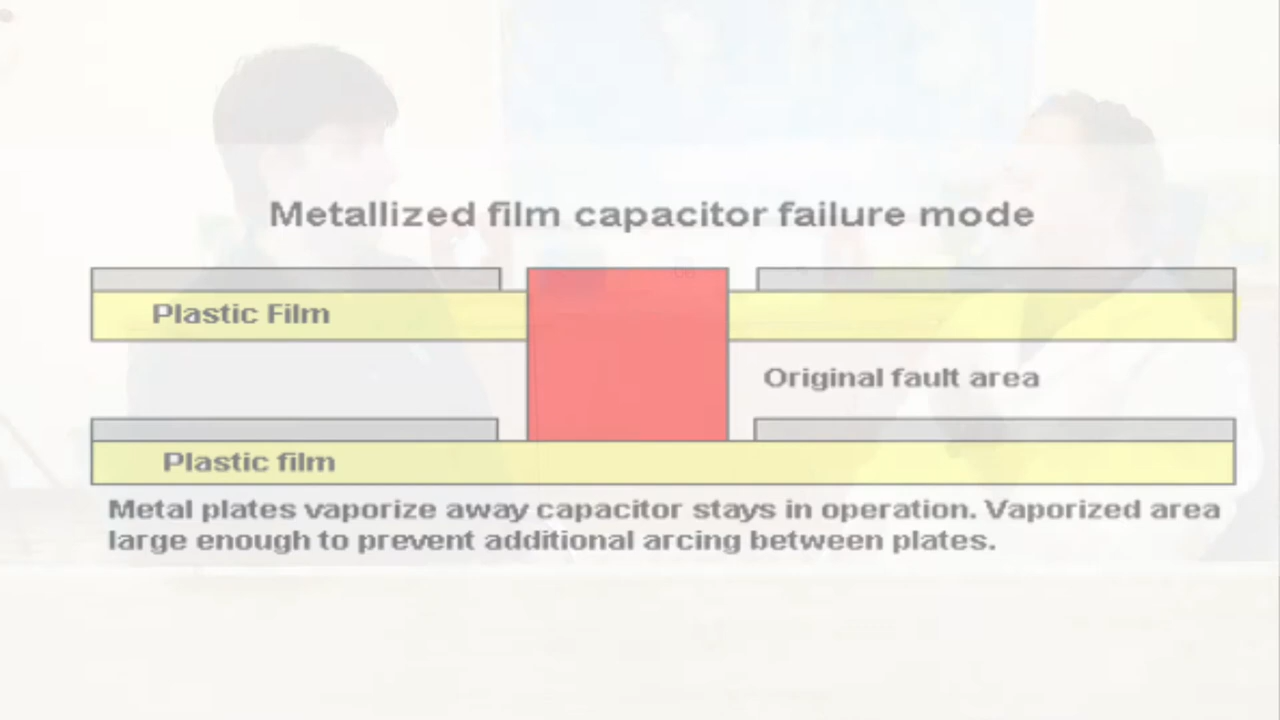 Metallized film capacitor failure mode
Plastic Film
Original fault area
Plastic film
Metal plates vaporize away capacitor stays in operation. Vaporized area
large enough to prevent additional arcing between plates.